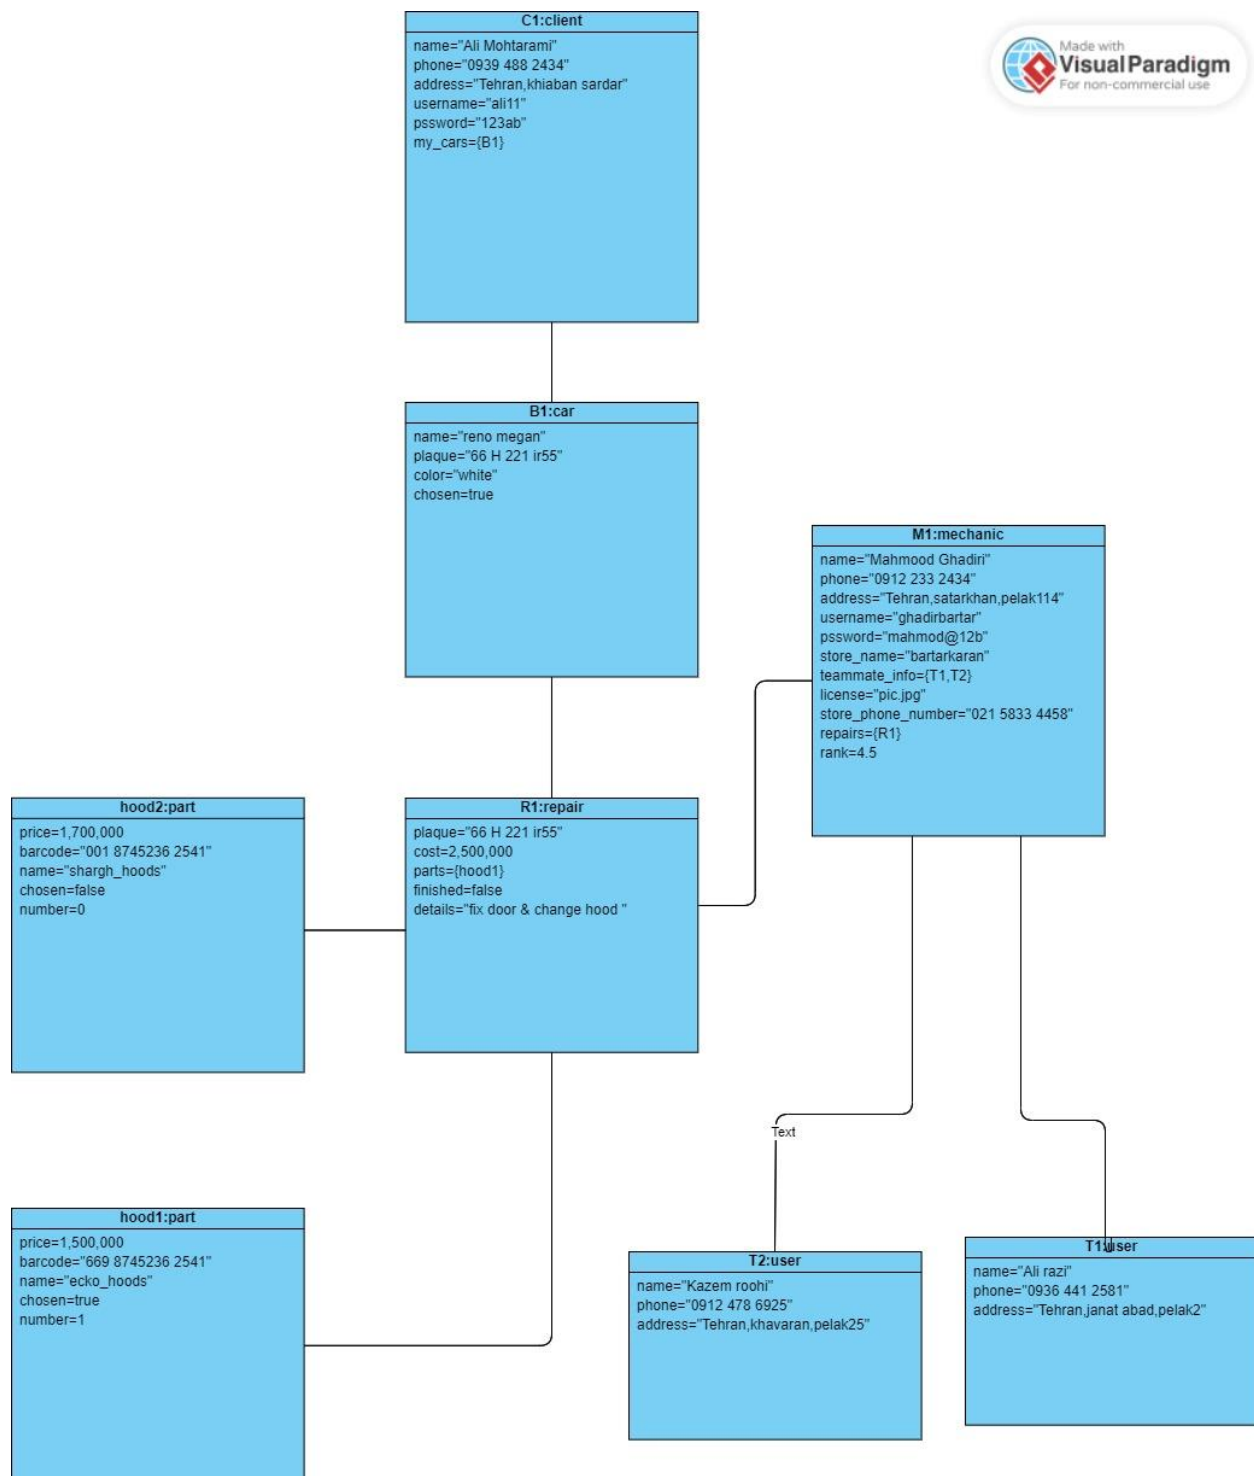 C1:client
name="Ali Mohtarami"
phone="0939 488 2434"
address="Tehran,khiaban sardar"
username="ali11"
pssword="123ab"
my_cars={B1}
Made with
Visual Paradigm
For non-commercial use
B1:car
name="reno megan"
plaque="66 H 221 ir55"
color="white"
chosen=true
M1:mechanic
name="Mahmood Ghadiri"
phone="0912 233 2434"
address="Tehran,satarkhan,pelak114"
username="ghadirbartar"
pssword="mahmod@12b"
store_name="bartarkaran"
teammate_info={T1,T2}
license="pic.jpg"
store_phone_number="021 5833 4458"
repairs={R1}
rank=4.5
hood2:part
price=1,700,000
barcode="001 8745236 2541"
name="shargh_hoods"
chosen=false
number=0
R1:repair
plaque="66 H 221 ir55"
cost=2,500,000
parts={hood1}
finished=false
details="fix door & change hood "
Text
hood1:part
price=1,500,000
barcode="669 8745236 2541"
name="ecko_hoods"
chosen=true
number=1
T2:user
name="Kazem roohi"
phone="0912 478 6925"
address="Tehran,khavaran,pelak25"
T1:user
name="Ali razi"
phone="0936 441 2581"
address="Tehran,janat abad,pelak2"